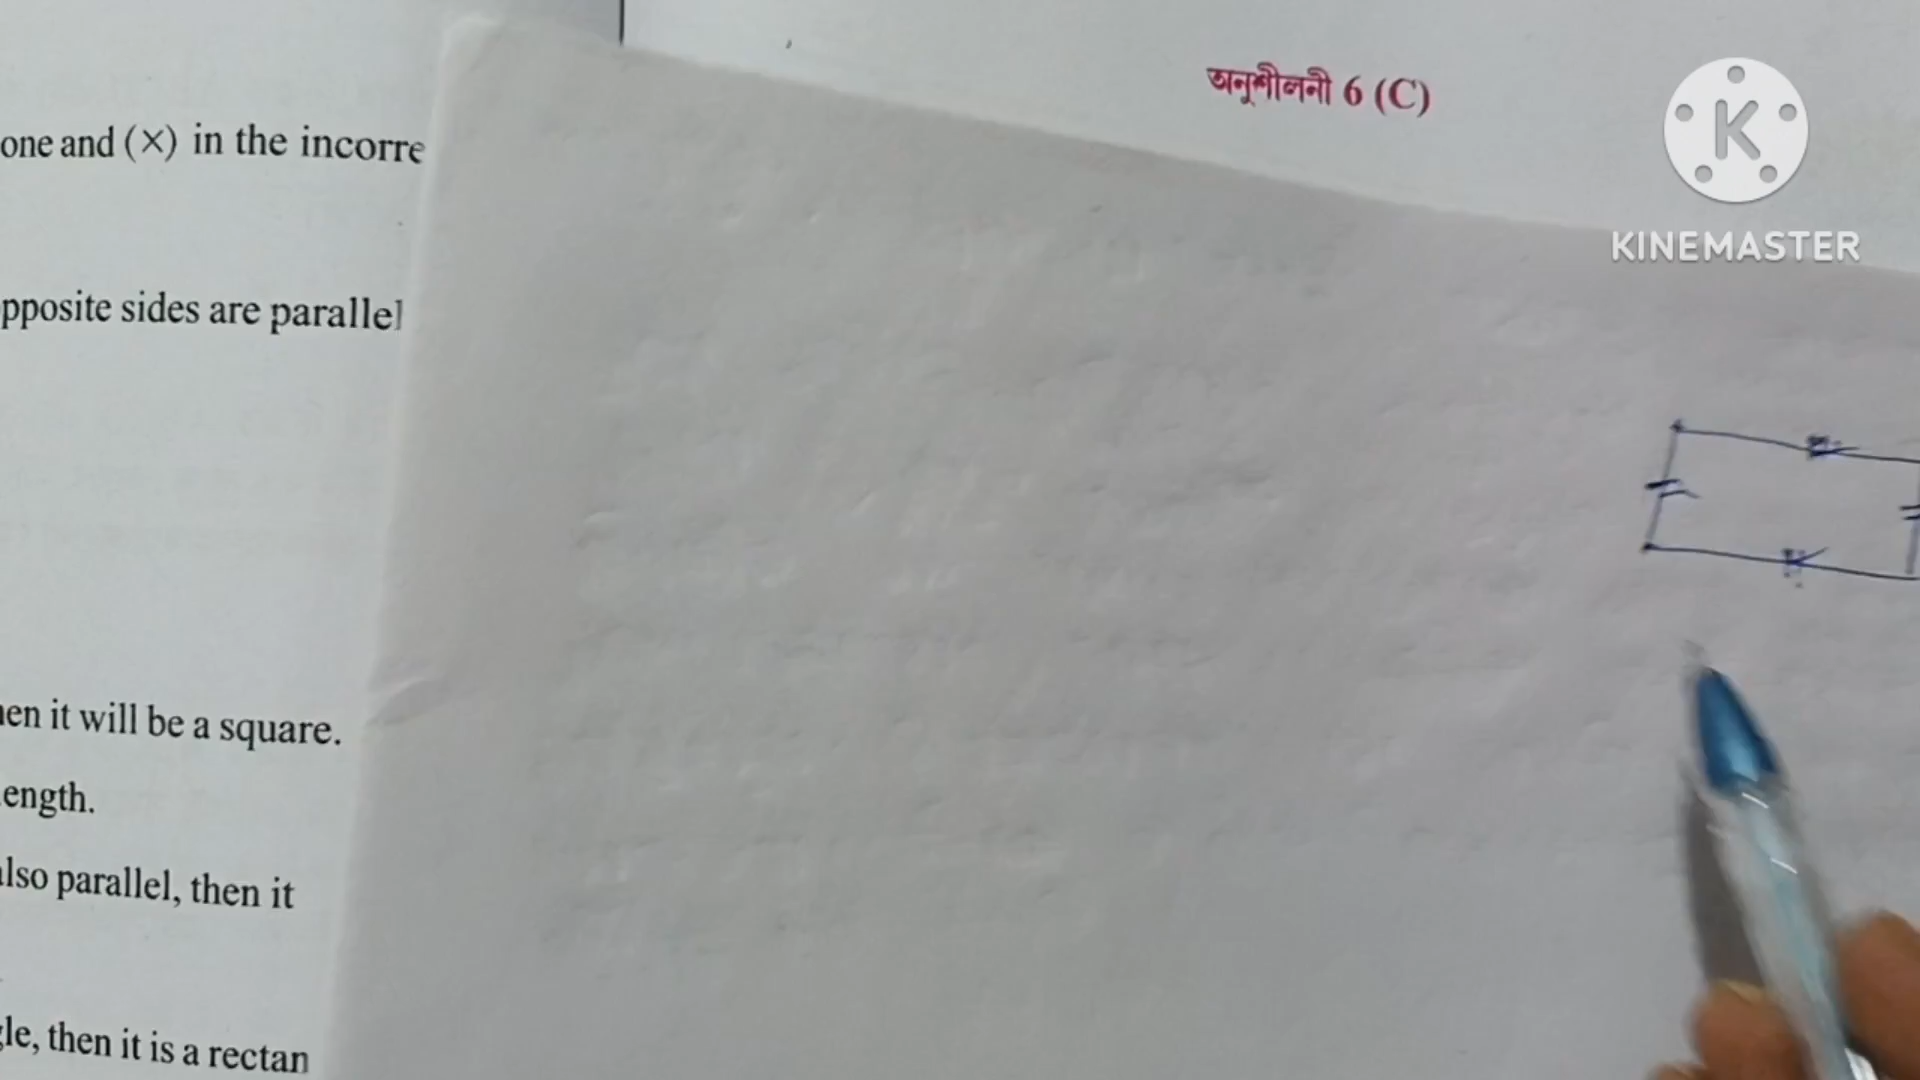 অনুশীলনী 6 (C)
K
KINEMASTER
one and (×) in the incorre
pposite sides are parallel
en it will be a square.
ength.
lso parallel, then it
le, then it is a rectan